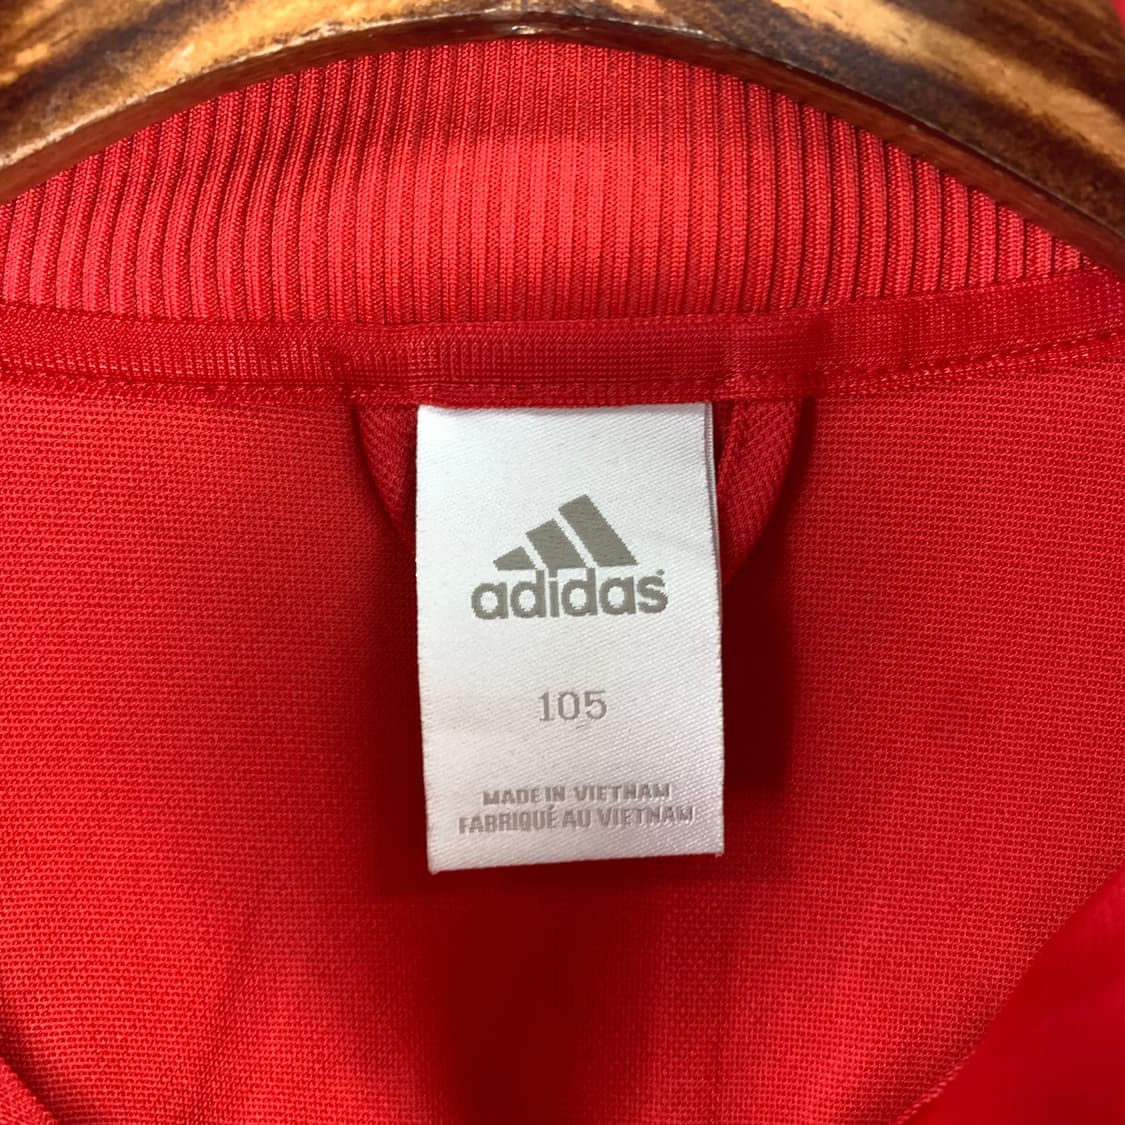 adidas
105
MADE IN VIETNAM
FABRIQUÉ AU VIETNAM